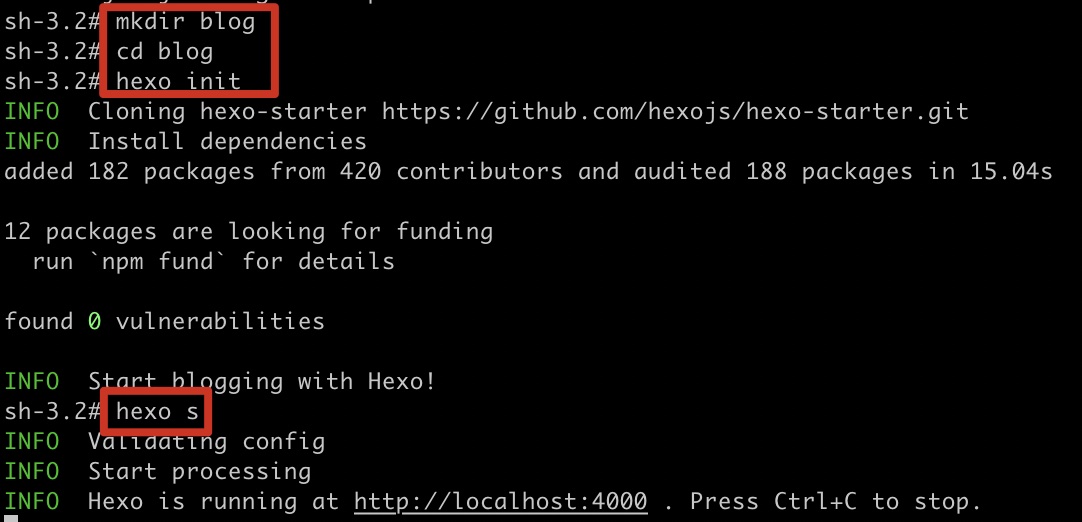 sh-3.2# mkdir blog
sh-3.2# cd blog
sh-3.2# hexo init
INFO  Cloning hexo-starter https://github.com/hexojs/hexo-starter.git
INFO  Install dependencies
added 182 packages from 420 contributors and audited 188 packages in 15.04s
12 packages are looking for funding
  run `npm fund` for details
found 0 vulnerabilities
INFO  Start blogging with Hexo!
sh-3.2# hexo s
INFO  Validating config
INFO  Start processing
INFO  Hexo is running at http://localhost:4000 . Press Ctrl+C to stop.